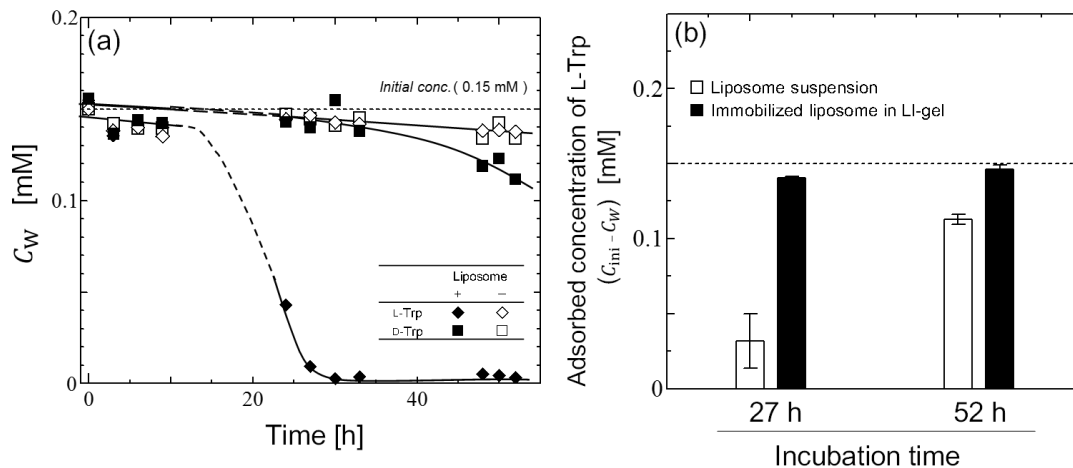 (a)
0.2
0.1
0
C_W [mM]
Initial conc. ( 0.15 mM )
Liposome
+ −
L-Trp
D-Trp
0 20 40
Time [h]
(b)
0.2
0.1
0
Adsorbed concentration of L-Trp
(C_ini - C_W) [mM]
Liposome suspension
Immobilized liposome in LI-gel
27 h 52 h
Incubation time